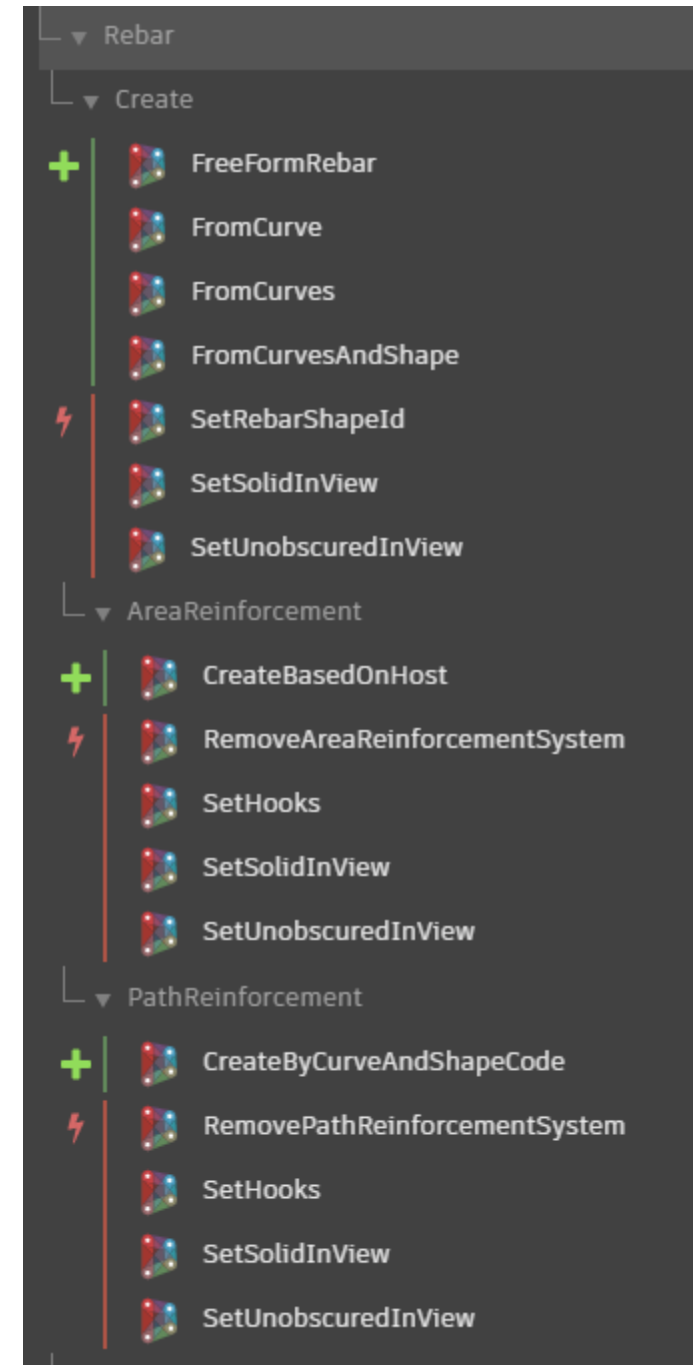 Rebar
Create
FreeFormRebar
FromCurve
FromCurves
FromCurvesAndShape
SetRebarShapeId
SetSolidInView
SetUnobscuredInView
AreaReinforcement
CreateBasedOnHost
RemoveAreaReinforcementSystem
SetHooks
SetSolidInView
SetUnobscuredInView
PathReinforcement
CreateByCurveAndShapeCode
RemovePathReinforcementSystem
SetHooks
SetSolidInView
SetUnobscuredInView